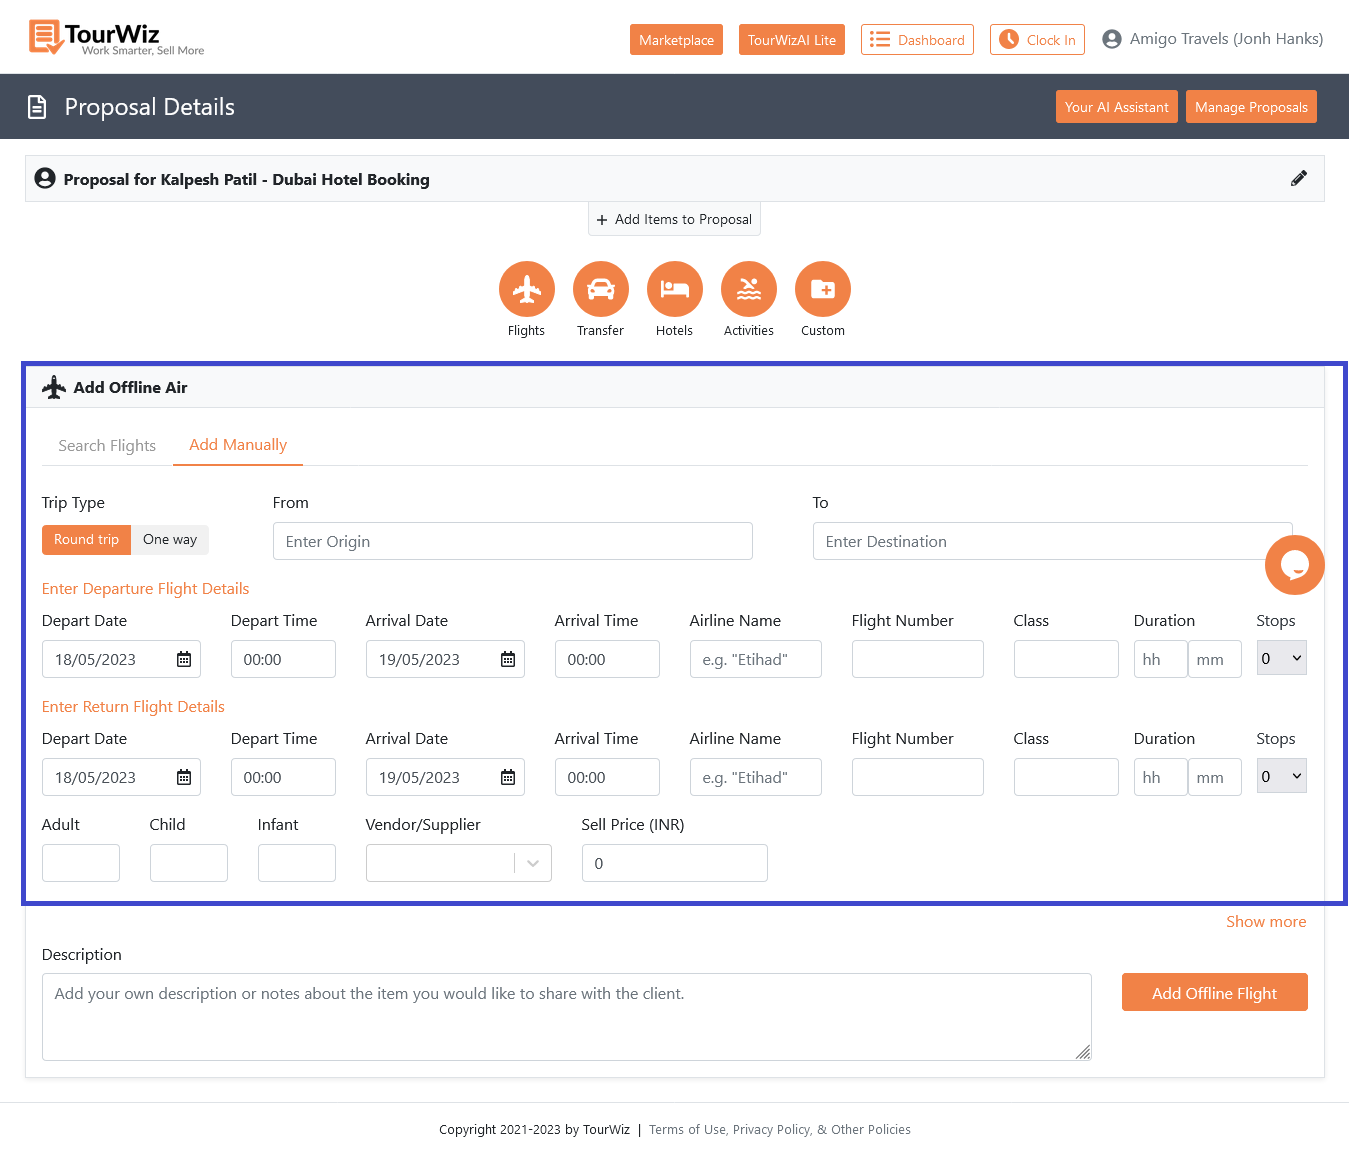 TourWiz
Work Smarter, Sell More
Marketplace TourWizAI Lite Dashboard Clock In Amigo Travels (Jonh Hanks)
Proposal Details Your AI Assistant Manage Proposals
Proposal for Kalpesh Patil - Dubai Hotel Booking
+ Add Items to Proposal
Flights Transfer Hotels Activities Custom
Add Offline Air
Search Flights Add Manually
Trip Type From To
Round trip One way Enter Origin Enter Destination
Enter Departure Flight Details
Depart Date Depart Time Arrival Date Arrival Time Airline Name Flight Number Class Duration Stops
18/05/2023 00:00 19/05/2023 00:00 e.g. "Etihad" hh mm 0
Enter Return Flight Details
Depart Date Depart Time Arrival Date Arrival Time Airline Name Flight Number Class Duration Stops
18/05/2023 00:00 19/05/2023 00:00 e.g. "Etihad" hh mm 0
Adult Child Infant Vendor/Supplier Sell Price (INR)
0
Show more
Description
Add your own description or notes about the item you would like to share with the client.
Add Offline Flight
Copyright 2021-2023 by TourWiz | Terms of Use, Privacy Policy, & Other Policies